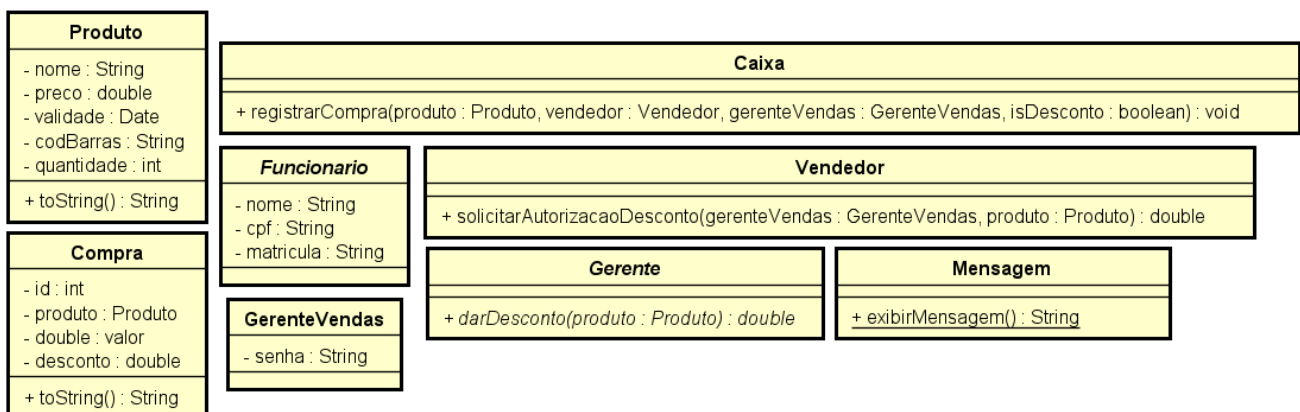 Produto
- nome : String
- preco : double
- validade : Date
- codBarras : String
- quantidade : int
+ toString() : String
Caixa
+ registrarCompra(produto : Produto, vendedor : Vendedor, gerenteVendas : GerenteVendas, isDesconto : boolean) : void
Funcionario
- nome : String
- cpf : String
- matricula : String
Vendedor
+ solicitarAutorizacaoDesconto(gerenteVendas : GerenteVendas, produto : Produto) : double
Compra
- id : int
- produto : Produto
- double : valor
- desconto : double
+ toString() : String
GerenteVendas
- senha : String
Gerente
+ darDesconto(produto : Produto) : double
Mensagem
+ exibirMensagem() : String